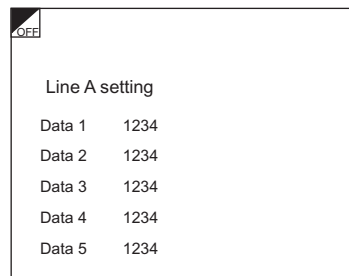 OFF
Line A setting
Data 1 1234
Data 2 1234
Data 3 1234
Data 4 1234
Data 5 1234